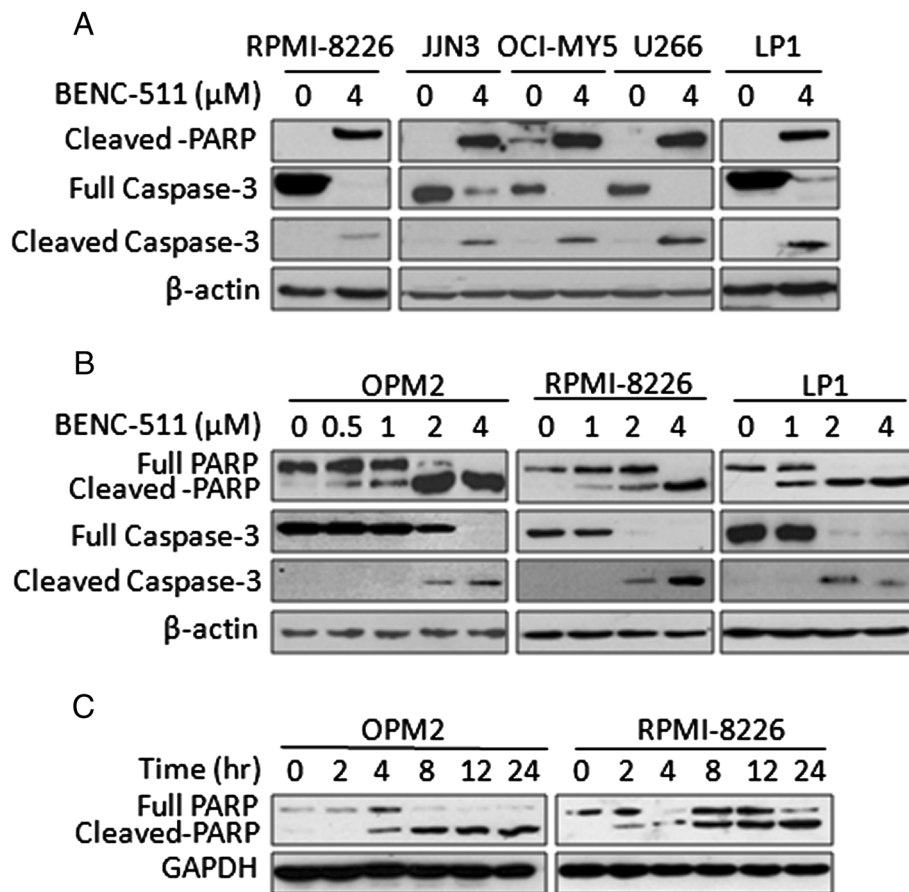 A
RPMI-8226 JJN3 OCI-MY5 U266 LP1
BENC-511 (μM) 0 4 0 4 0 4 0 4 0 4
Cleaved -PARP
Full Caspase-3
Cleaved Caspase-3
β-actin
B
OPM2 RPMI-8226 LP1
BENC-511 (μM) 0 0.5 1 2 4 0 1 2 4 0 1 2 4
Full PARP
Cleaved -PARP
Full Caspase-3
Cleaved Caspase-3
β-actin
C
OPM2 RPMI-8226
Time (hr) 0 2 4 8 12 24 0 2 4 8 12 24
Full PARP
Cleaved-PARP
GAPDH